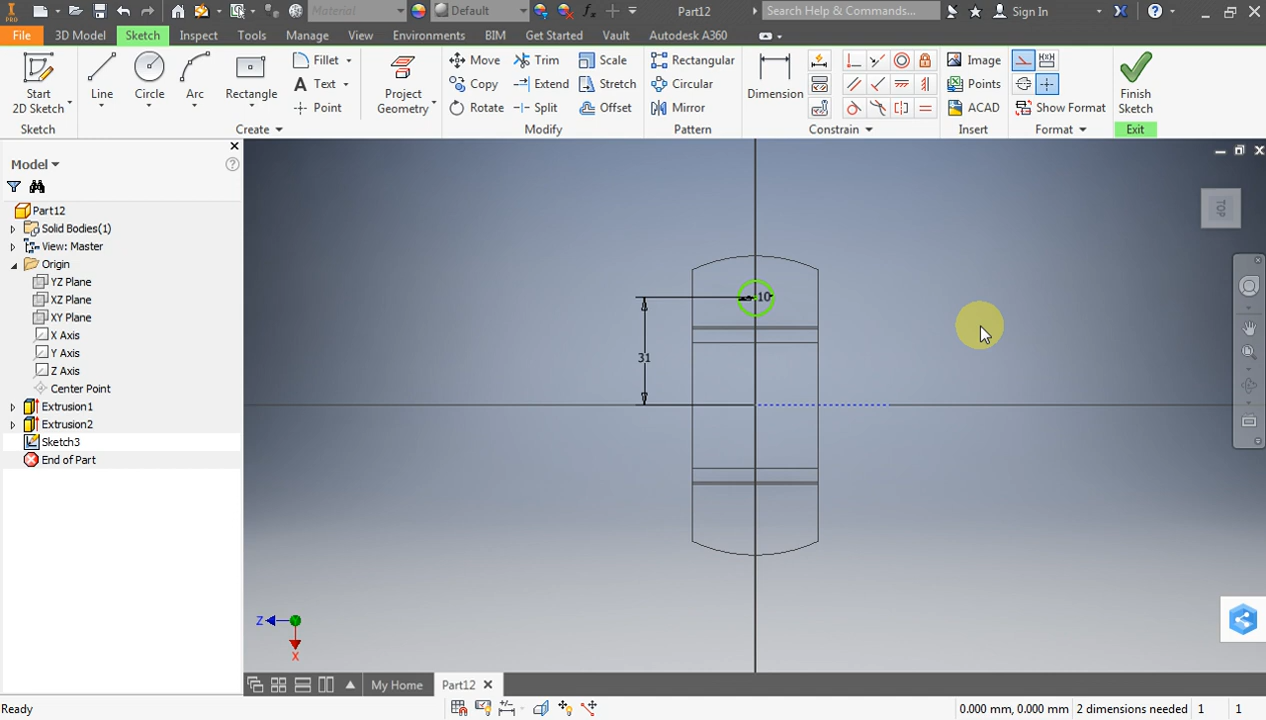 PRO
Material
Default
fx
Part12
Search Help & Commands...
Sign In
File
3D Model
Sketch
Inspect
Tools
Manage
View
Environments
BIM
Get Started
Vault
Autodesk A360
Start
2D Sketch
Line
Circle
Arc
Rectangle
Fillet
Text
Point
Project
Geometry
Move
Copy
Rotate
Trim
Extend
Split
Scale
Stretch
Offset
Rectangular
Circular
Mirror
Dimension
Image
Points
ACAD
Show Format
Finish
Sketch
Sketch
Create
Modify
Pattern
Constrain
Insert
Format
Exit
Model
Part12
Solid Bodies(1)
View: Master
Origin
YZ Plane
XZ Plane
XY Plane
X Axis
Y Axis
Z Axis
Center Point
Extrusion1
Extrusion2
Sketch3
End of Part
TOP
10
31
Z
X
My Home
Part12
Ready
0.000 mm, 0.000 mm
2 dimensions needed
1
1